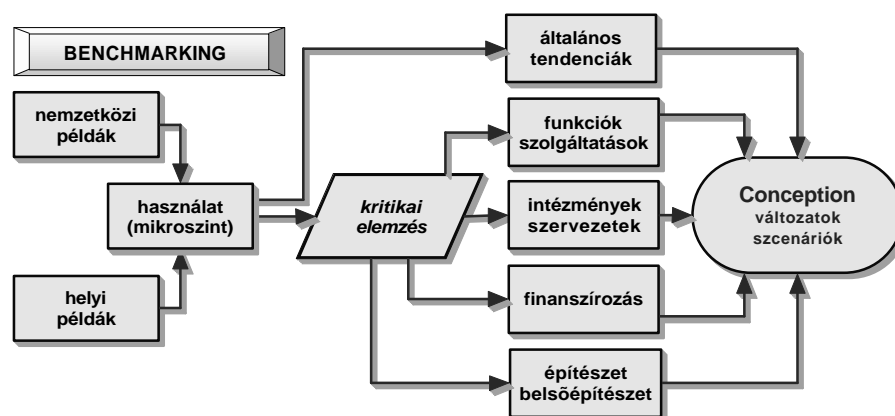 BENCHMARKING
nemzetközi
példák
helyi
példák
használat
(mikroszint)
kritikai
elemzés
általános
tendenciák
funkciók
szolgáltatások
intézmények
szervezetek
finanszírozás
építészet
belsõépítészet
Conception
változatok
szcenáriók